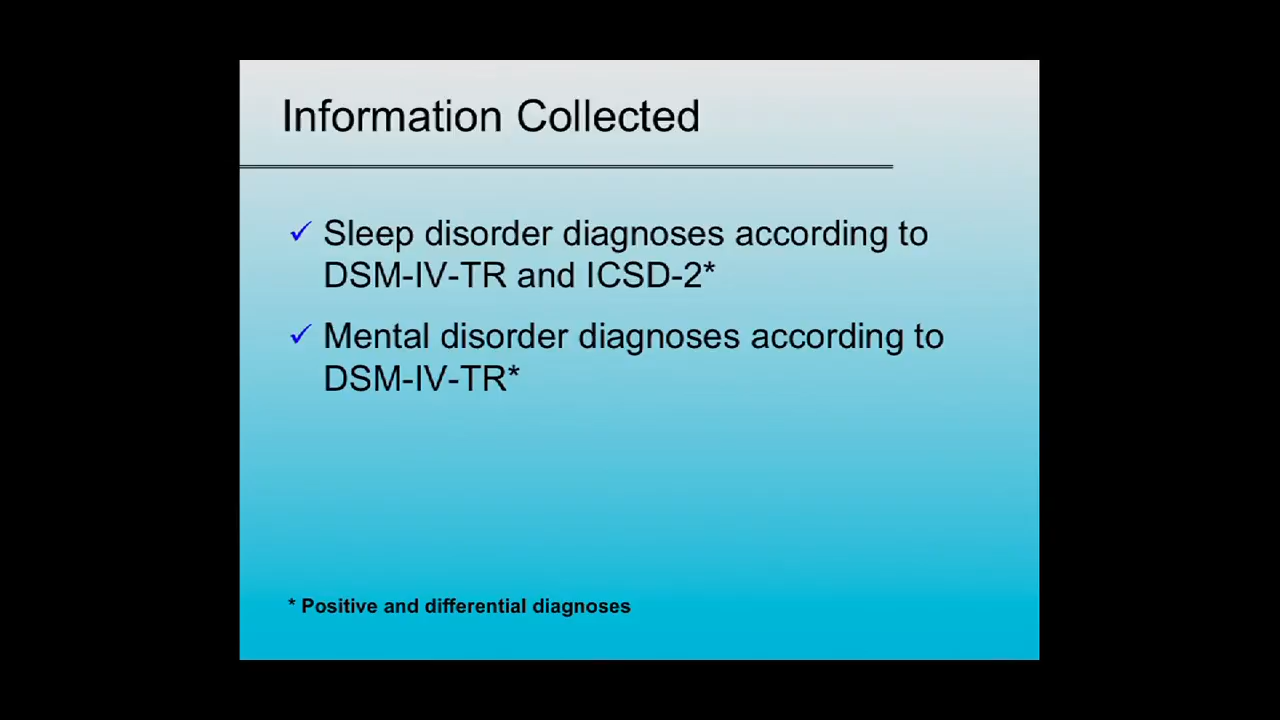 Information Collected
✓ Sleep disorder diagnoses according to
DSM-IV-TR and ICSD-2*
✓ Mental disorder diagnoses according to
DSM-IV-TR*
* Positive and differential diagnoses